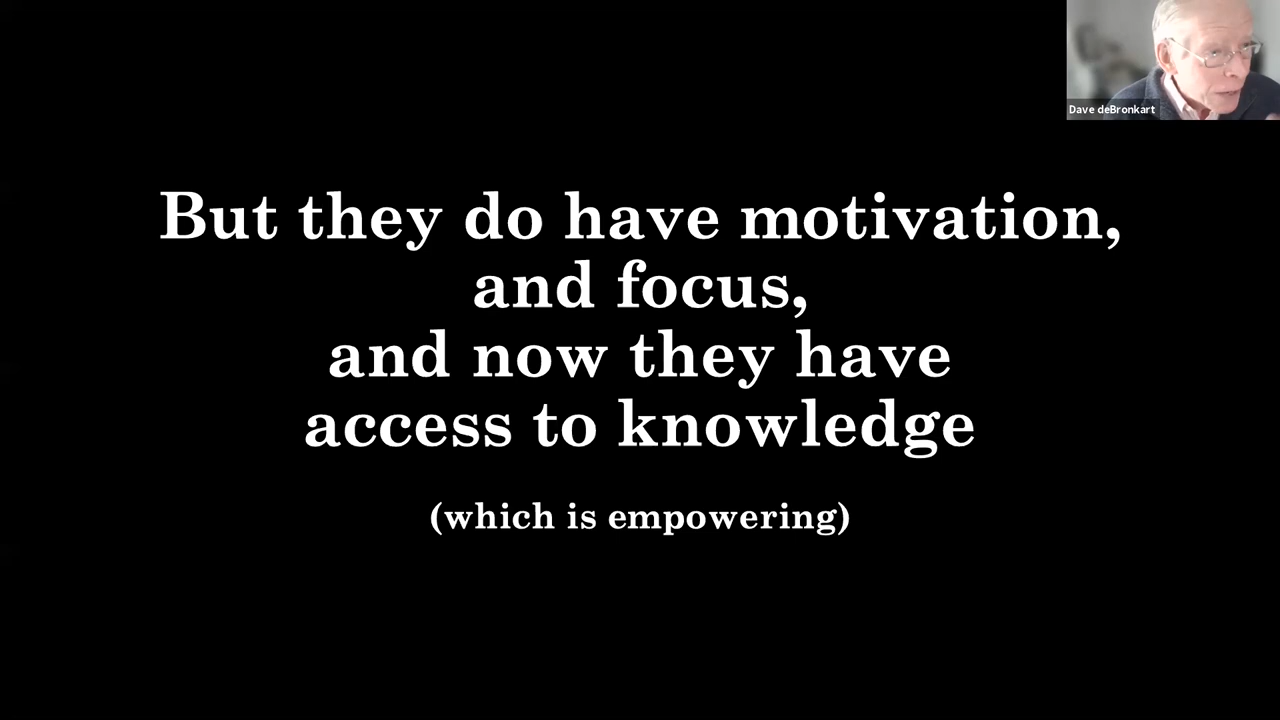 Dave deBronkart
But they do have motivation,
and focus,
and now they have
access to knowledge
(which is empowering)